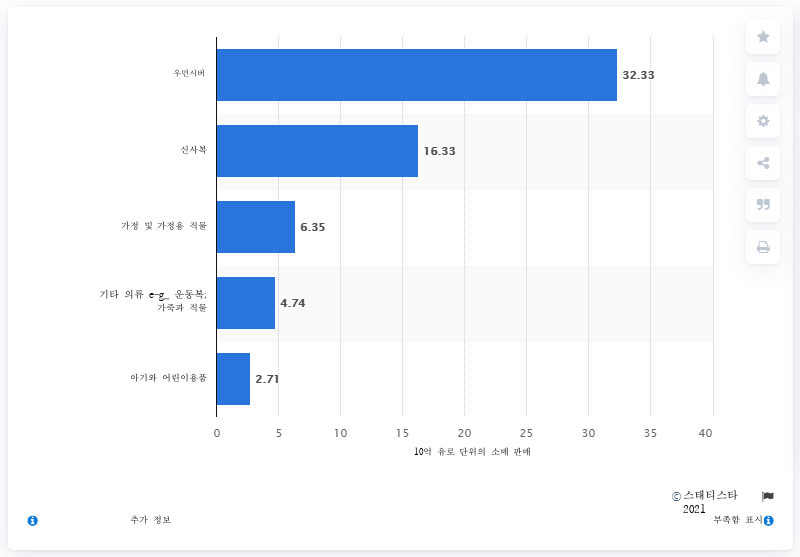 우먼시버
32.33
신사복
16.33
가정 및 가정용 직물
6.35
기타 의류 e-g_ 운동복;
가죽과 직물
4.74
아기와 어린이용품
2.71
0 5 10 15 20 25 30 35 40
10억 유로 단위의 소매 판매
© 스태티스타
2021
추가 정보
부족함 표시